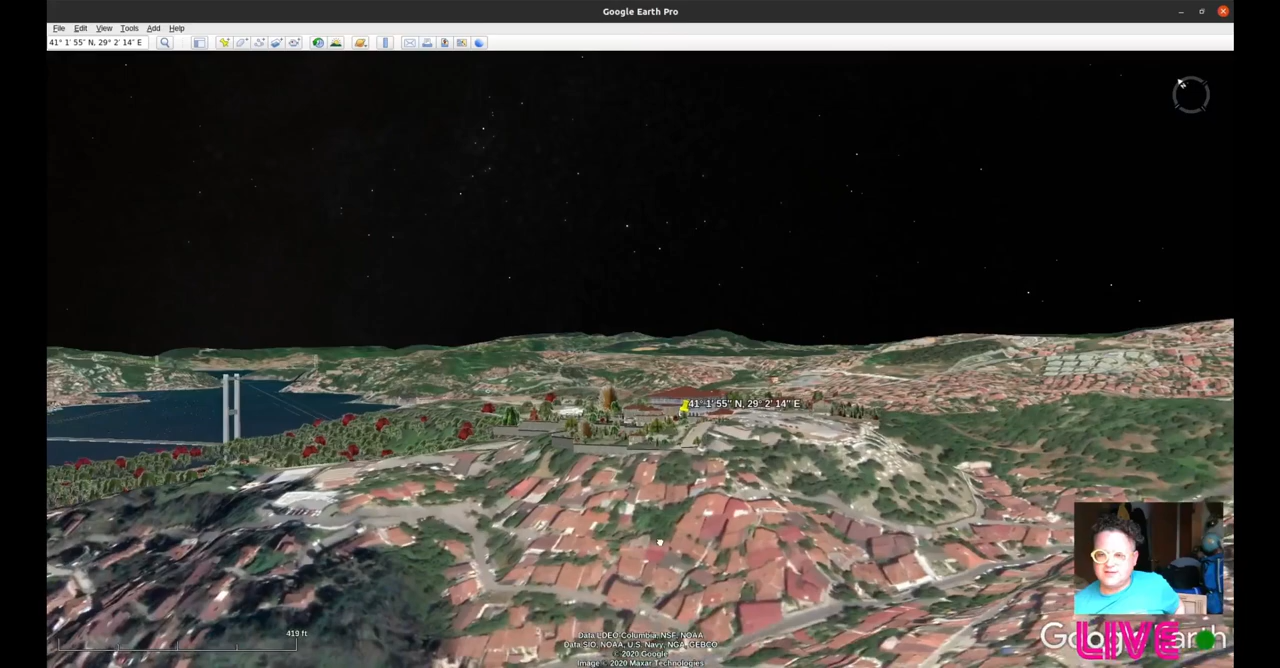 Google Earth Pro
File Edit View Tools Add Help
41° 1' 55" N, 29° 2' 14" E
N
41° 1' 55" N, 29° 2' 14" E
419 ft
Data LDEO-Columbia, NSF, NOAA
Data SIO, NOAA, U.S. Navy, NGA, GEBCO
© 2020 Google
Image © 2020 Maxar Technologies
Google Earth
LIVE